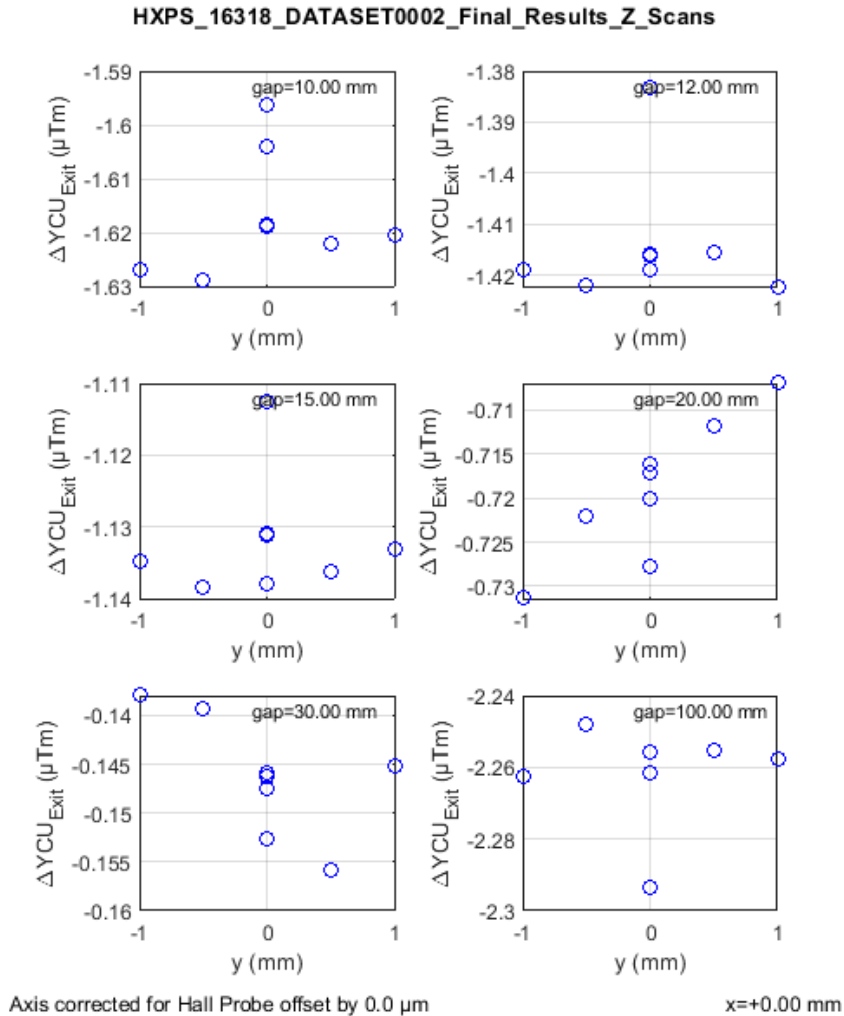 HXPS_16318_DATASET0002_Final_Results_Z_Scans
gap=10.00 mm
-1.59
-1.6
-1.61
-1.62
-1.63
ΔYCU_Exit (μTm)
-1 0 1
y (mm)
gap=12.00 mm
-1.38
-1.39
-1.4
-1.41
-1.42
ΔYCU_Exit (μTm)
-1 0 1
y (mm)
gap=15.00 mm
-1.11
-1.12
-1.13
-1.14
ΔYCU_Exit (μTm)
-1 0 1
y (mm)
gap=20.00 mm
-0.71
-0.715
-0.72
-0.725
-0.73
ΔYCU_Exit (μTm)
-1 0 1
y (mm)
gap=30.00 mm
-0.14
-0.145
-0.15
-0.155
-0.16
ΔYCU_Exit (μTm)
-1 0 1
y (mm)
gap=100.00 mm
-2.24
-2.26
-2.28
-2.3
ΔYCU_Exit (μTm)
-1 0 1
y (mm)
Axis corrected for Hall Probe offset by 0.0 μm
x=+0.00 mm